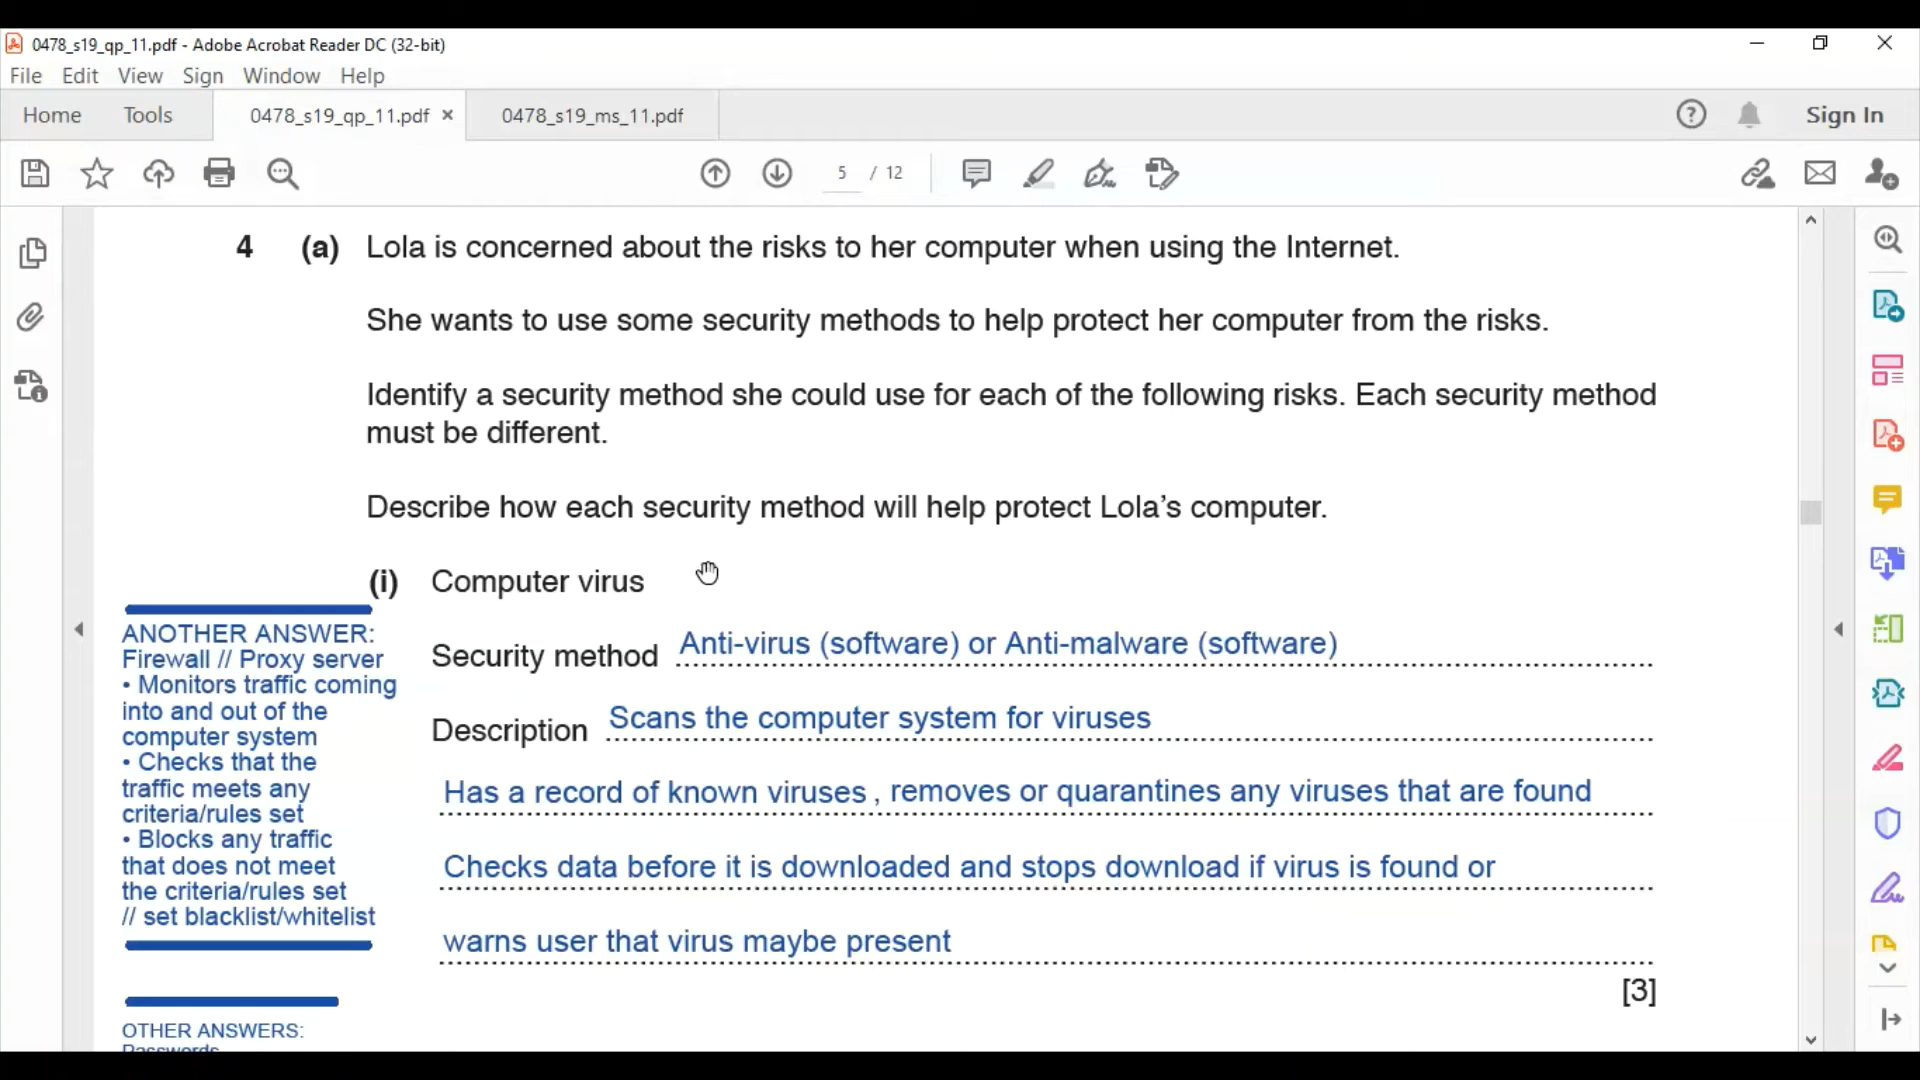 0478_s19_qp_11.pdf - Adobe Acrobat Reader DC (32-bit)
File Edit View Sign Window Help
Home Tools 0478_s19_qp_11.pdf × 0478_s19_ms_11.pdf Sign In
5 / 12
4 (a) Lola is concerned about the risks to her computer when using the Internet.
She wants to use some security methods to help protect her computer from the risks.
Identify a security method she could use for each of the following risks. Each security method
must be different.
Describe how each security method will help protect Lola's computer.
(i) Computer virus
Security method Anti-virus (software) or Anti-malware (software)
Description Scans the computer system for viruses
Has a record of known viruses , removes or quarantines any viruses that are found
Checks data before it is downloaded and stops download if virus is found or
warns user that virus maybe present
[3]
ANOTHER ANSWER:
Firewall // Proxy server
• Monitors traffic coming
into and out of the
computer system
• Checks that the
traffic meets any
criteria/rules set
• Blocks any traffic
that does not meet
the criteria/rules set
// set blacklist/whitelist
OTHER ANSWERS:
Passwords